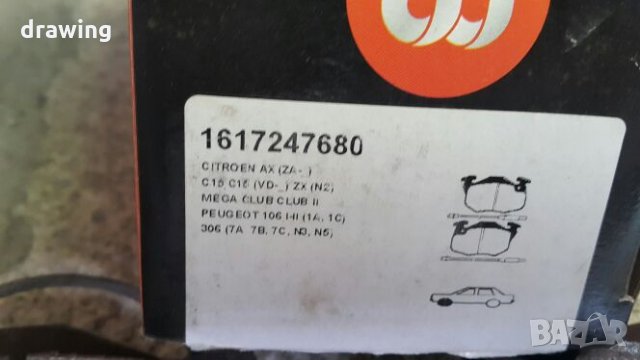 drawing
1617247680
CITROEN AX (ZA-_)
C15 C15 (VD-_) ZX (N2)
MEGA CLUB CLUB II
PEUGEOT 106 I-II (1A, 1C)
306 (7A 7B, 7C, N3, N5)
BAZAR